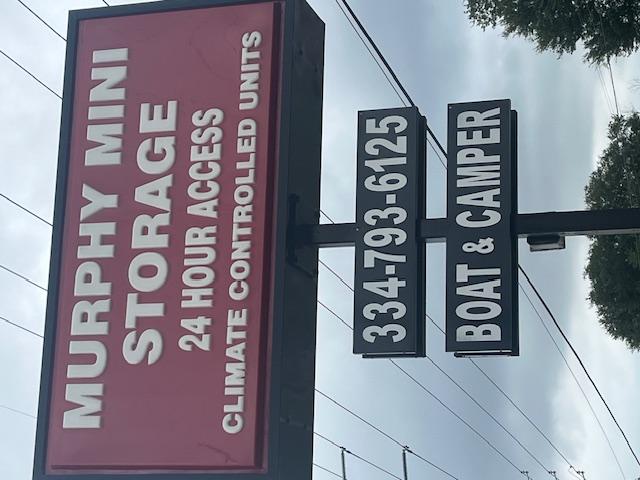 MURPHY MINI
STORAGE
24 HOUR ACCESS
CLIMATE CONTROLLED UNITS
334-793-6125
BOAT & CAMPER